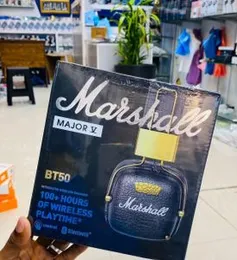 Marshall
MAJOR V
BT50
100+ HOURS
OF WIRELESS
PLAYTIME*
Marshall